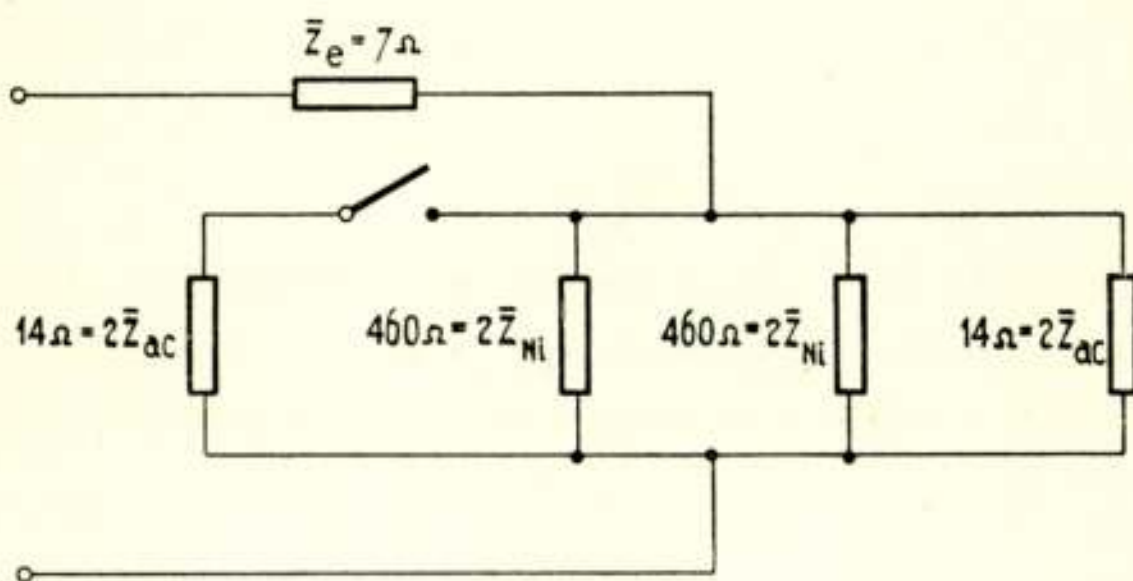 Z̄e = 7Ω
14Ω = 2Z̄ac
460Ω = 2Z̄Ni
460Ω = 2Z̄Ni
14Ω = 2Z̄ac